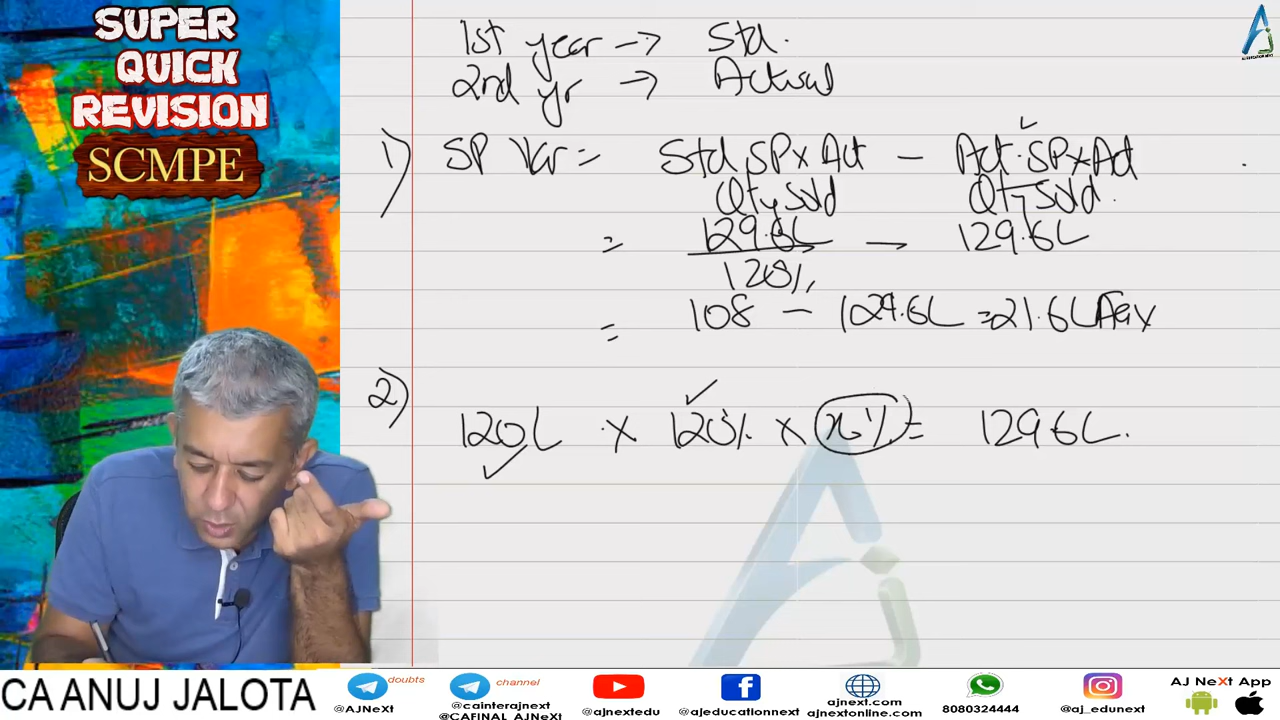 SUPER
QUICK
REVISION
SCMPE
1st year → Std.
2nd yr → Actual
1) SP Var = Std SP x Act Qty Sold – Act. SP x Act Qty Sold.
= 129.6L / 120% – 129.6L
= 108 – 129.6L = 21.6L Fav
2) 120L x 120% x x% = 129.6L.
CA ANUJ JALOTA
doubts
@AJNeXt
channel
@cainterajnext
@CAFINAL_AJNeXt
@ajnextedu
@ajeducationnext
ajnext.com
ajnextonline.com
8080324444
@aj_edunext
AJ NeXt App